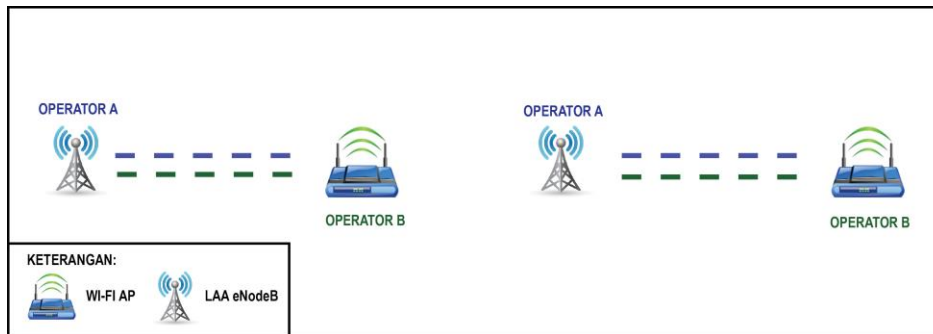 OPERATOR A
OPERATOR A
OPERATOR B
OPERATOR B
KETERANGAN:
WI-FI AP
LAA eNodeB